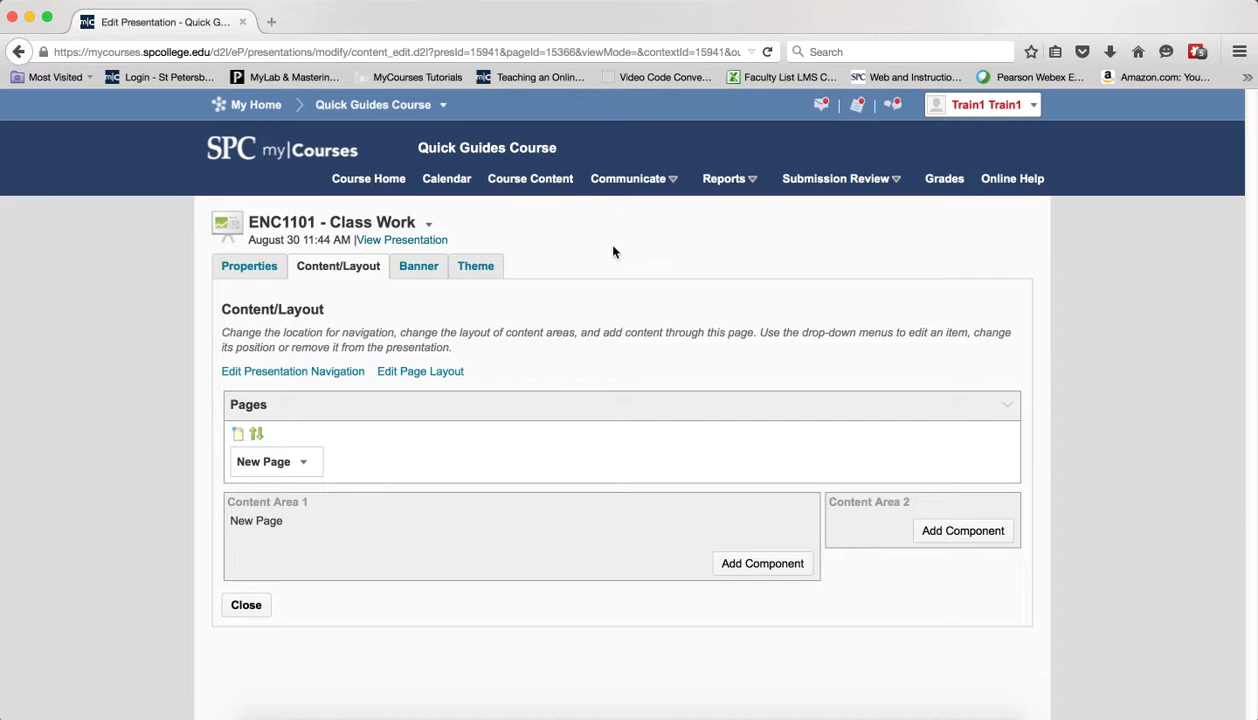 m|c Edit Presentation - Quick G...
https://mycourses.spcollege.edu/d2l/eP/presentations/modify/content_edit.d2l?presId=15941&pageId=15366&viewMode=&contextId=15941&ou
Search
5
Most Visited
m|c Login - St Petersb...
P MyLab & Masterin...
MyCourses Tutorials
m|c Teaching an Onlin...
Video Code Conve...
Faculty List LMS C...
SPC Web and Instructio...
Pearson Webex E...
a Amazon.com: You...
My Home
Quick Guides Course
Train1 Train1
SPC my|Courses
Quick Guides Course
Course Home
Calendar
Course Content
Communicate
Reports
Submission Review
Grades
Online Help
ENC1101 - Class Work
August 30 11:44 AM |View Presentation
Properties
Content/Layout
Banner
Theme
Content/Layout
Change the location for navigation, change the layout of content areas, and add content through this page. Use the drop-down menus to edit an item, change
its position or remove it from the presentation.
Edit Presentation Navigation
Edit Page Layout
Pages
New Page
Content Area 1
New Page
Add Component
Content Area 2
Add Component
Close